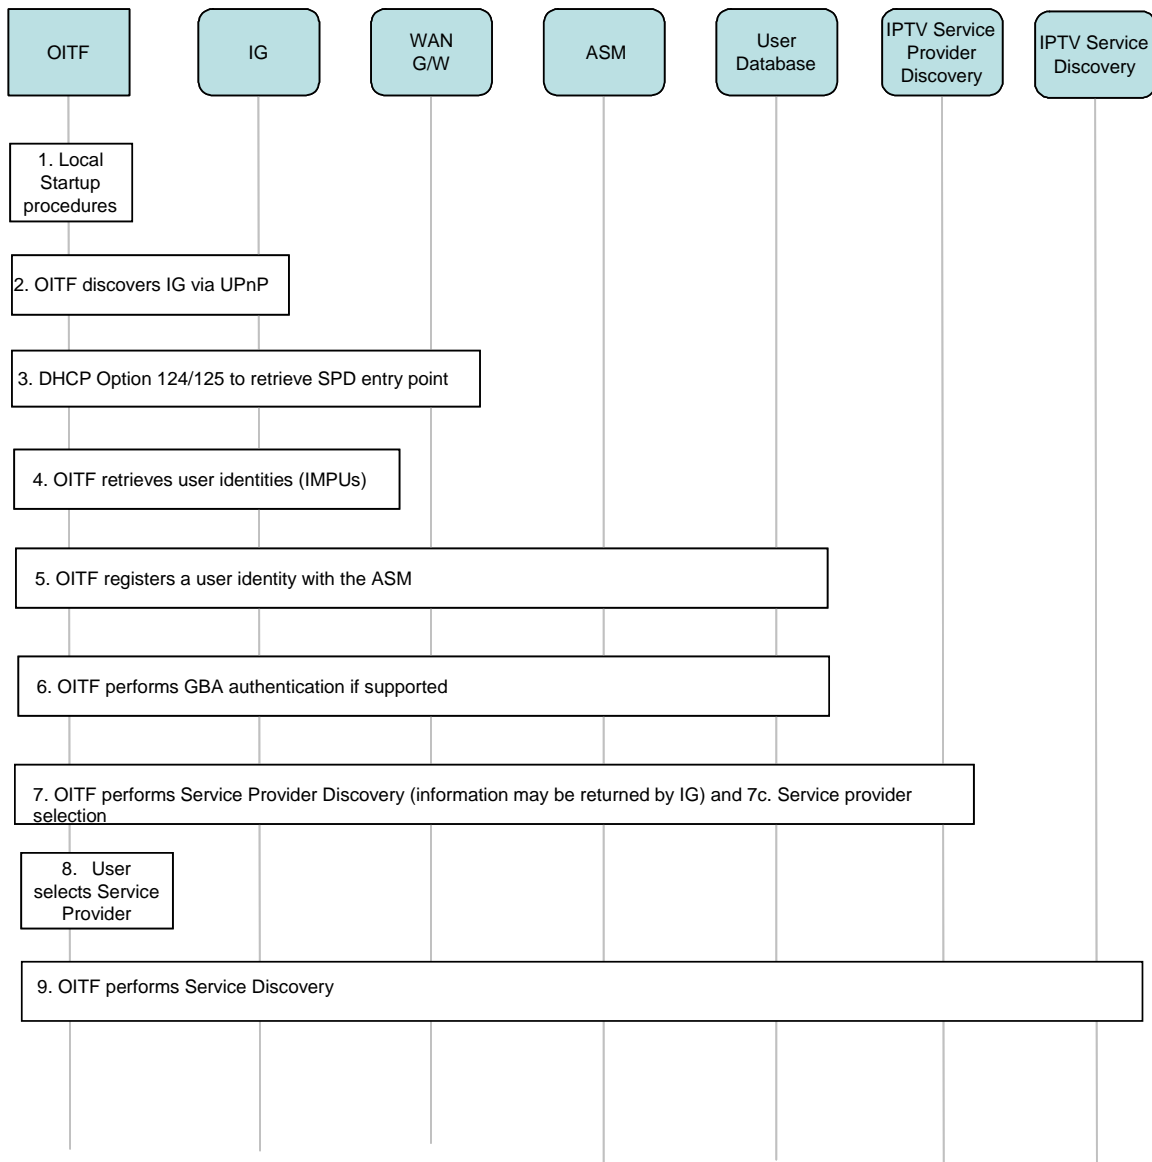 OITF
IG
WAN
G/W
ASM
User
Database
IPTV Service
Provider
Discovery
IPTV Service
Discovery
1. Local
Startup
procedures
2. OITF discovers IG via UPnP
3. DHCP Option 124/125 to retrieve SPD entry point
4. OITF retrieves user identities (IMPUs)
5. OITF registers a user identity with the ASM
6. OITF performs GBA authentication if supported
7. OITF performs Service Provider Discovery (information may be returned by IG) and 7c. Service provider
selection
8. User
selects Service
Provider
9. OITF performs Service Discovery